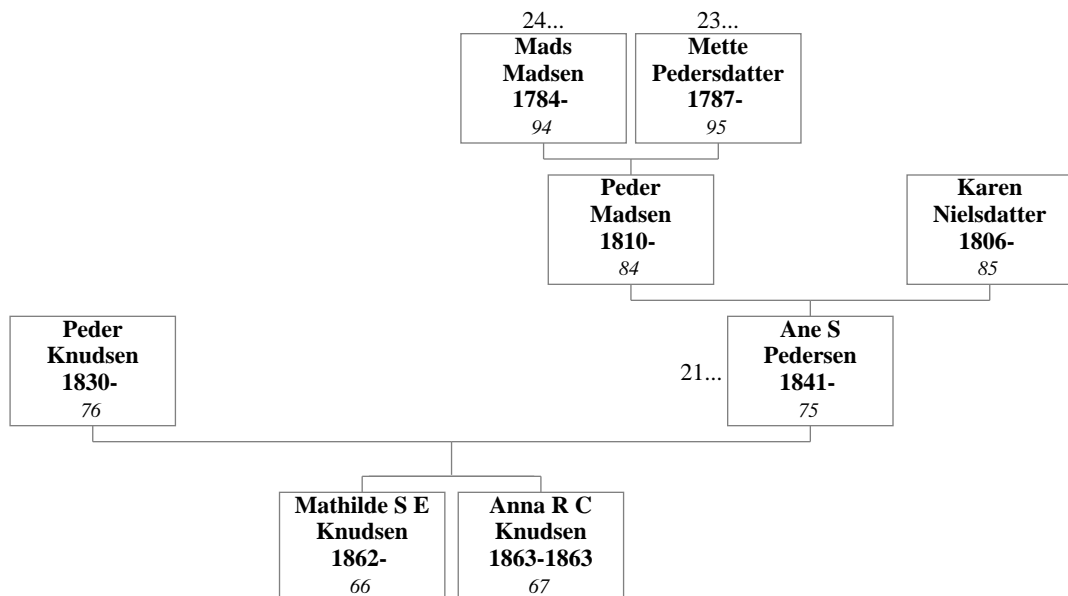 24...
23...
Mads
Madsen
1784-
94
Mette
Pedersdatter
1787-
95
Peder
Madsen
1810-
84
Karen
Nielsdatter
1806-
85
Peder
Knudsen
1830-
76
21...
Ane S
Pedersen
1841-
75
Mathilde S E
Knudsen
1862-
66
Anna R C
Knudsen
1863-1863
67